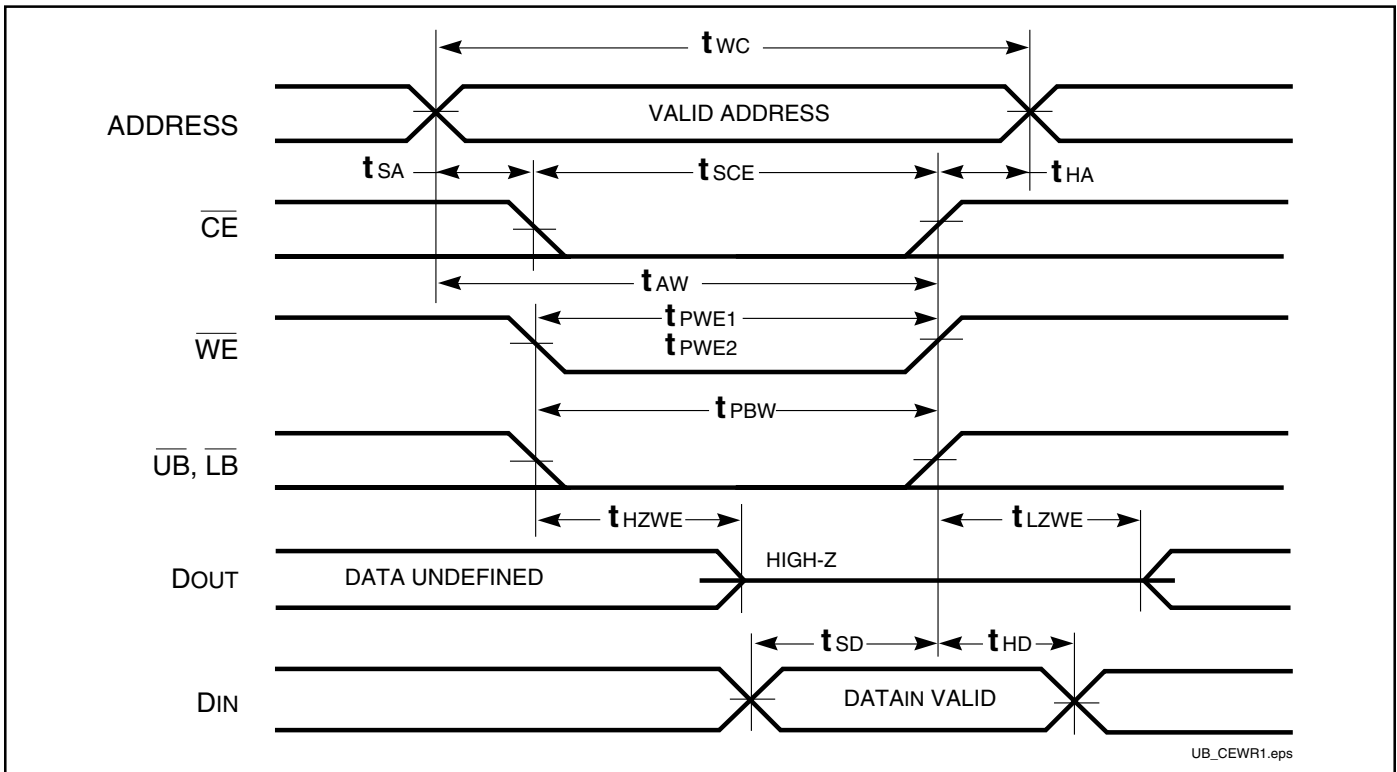 tWC
ADDRESS
VALID ADDRESS
tSA
tSCE
tHA
CE
tAW
WE
tPWE1
tPWE2
tPBW
UB, LB
tHZWE
tLZWE
DOUT
DATA UNDEFINED
HIGH-Z
tSD
tHD
DIN
DATAIN VALID
UB_CEWR1.eps